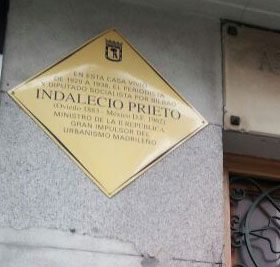 EN ESTA CASA VIVIÓ
DE 1920 A 1936, EL PERIODISTA
Y DIPUTADO SOCIALISTA POR BILBAO
INDALECIO PRIETO
(Oviedo 1883 - México D.F. 1962)
MINISTRO DE LA II REPÚBLICA
GRAN IMPULSOR DEL
URBANISMO MADRILEÑO